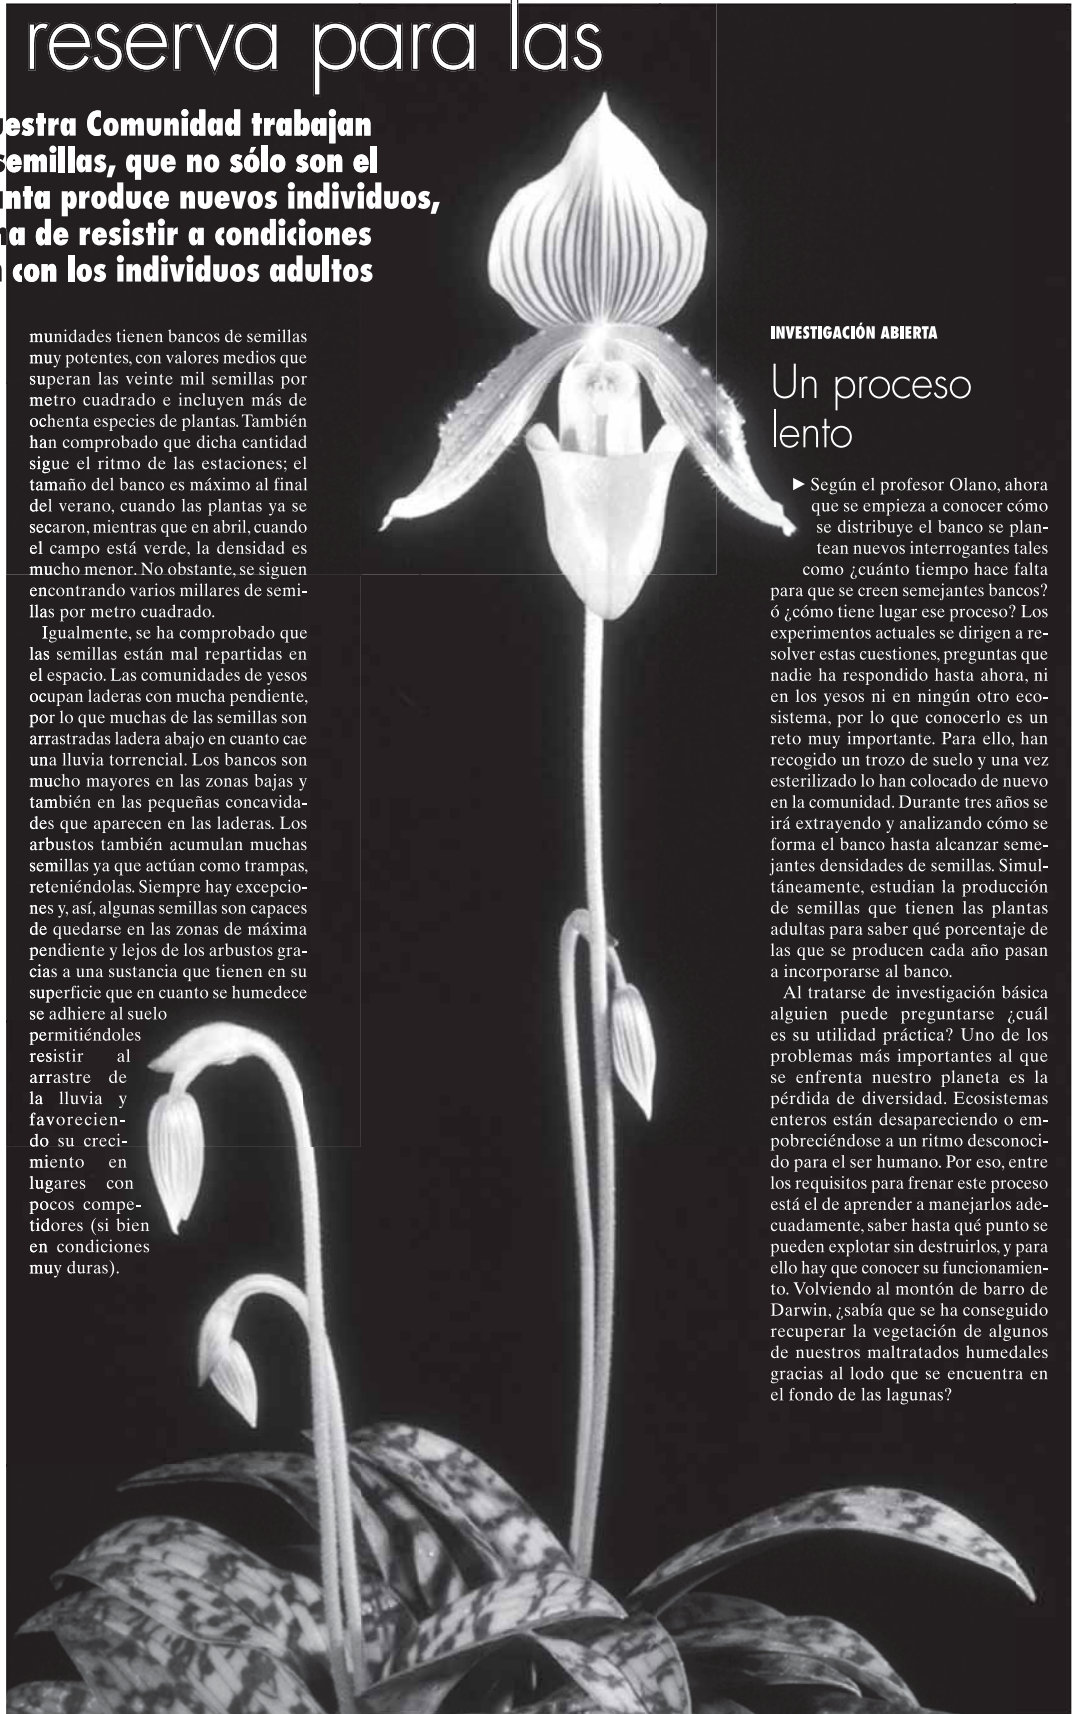 reserva para las
estra Comunidad trabajan
semillas, que no sólo son el
nta produce nuevos individuos,
a de resistir a condiciones
con los individuos adultos
munidades tienen bancos de semillas
muy potentes, con valores medios que
superan las veinte mil semillas por
metro cuadrado e incluyen más de
ochenta especies de plantas. También
han comprobado que dicha cantidad
sigue el ritmo de las estaciones; el
tamaño del banco es máximo al final
del verano, cuando las plantas ya se
secaron, mientras que en abril, cuando
el campo está verde, la densidad es
mucho menor. No obstante, se siguen
encontrando varios millares de semi-
llas por metro cuadrado.
Igualmente, se ha comprobado que
las semillas están mal repartidas en
el espacio. Las comunidades de yesos
ocupan laderas con mucha pendiente,
por lo que muchas de las semillas son
arrastradas ladera abajo en cuanto cae
una lluvia torrencial. Los bancos son
mucho mayores en las zonas bajas y
también en las pequeñas concavida-
des que aparecen en las laderas. Los
arbustos también acumulan muchas
semillas ya que actúan como trampas,
reteniéndolas. Siempre hay excepcio-
nes y, así, algunas semillas son capaces
de quedarse en las zonas de máxima
pendiente y lejos de los arbustos gra-
cias a una sustancia que tienen en su
superficie que en cuanto se humedece
se adhiere al suelo
permitiéndoles
resistir al
arrastre de
la lluvia y
favorecien-
do su creci-
miento en
lugares con
pocos compe-
tidores (si bien
en condiciones
muy duras).
INVESTIGACIÓN ABIERTA
Un proceso
lento
► Según el profesor Olano, ahora
que se empieza a conocer cómo
se distribuye el banco se plan-
tean nuevos interrogantes tales
como ¿cuánto tiempo hace falta
para que se creen semejantes bancos?
ó ¿cómo tiene lugar ese proceso? Los
experimentos actuales se dirigen a re-
solver estas cuestiones, preguntas que
nadie ha respondido hasta ahora, ni
en los yesos ni en ningún otro eco-
sistema, por lo que conocerlo es un
reto muy importante. Para ello, han
recogido un trozo de suelo y una vez
esterilizado lo han colocado de nuevo
en la comunidad. Durante tres años se
irá extrayendo y analizando cómo se
forma el banco hasta alcanzar seme-
jantes densidades de semillas. Simul-
táneamente, estudian la producción
de semillas que tienen las plantas
adultas para saber qué porcentaje de
las que se producen cada año pasan
a incorporarse al banco.
Al tratarse de investigación básica
alguien puede preguntarse ¿cuál
es su utilidad práctica? Uno de los
problemas más importantes al que
se enfrenta nuestro planeta es la
pérdida de diversidad. Ecosistemas
enteros están desapareciendo o em-
pobreciéndose a un ritmo desconoci-
do para el ser humano. Por eso, entre
los requisitos para frenar este proceso
está el de aprender a manejarlos ade-
cuadamente, saber hasta qué punto se
pueden explotar sin destruirlos, y para
ello hay que conocer su funcionamien-
to. Volviendo al montón de barro de
Darwin, ¿sabía que se ha conseguido
recuperar la vegetación de algunos
de nuestros maltratados humedales
gracias al lodo que se encuentra en
el fondo de las lagunas?